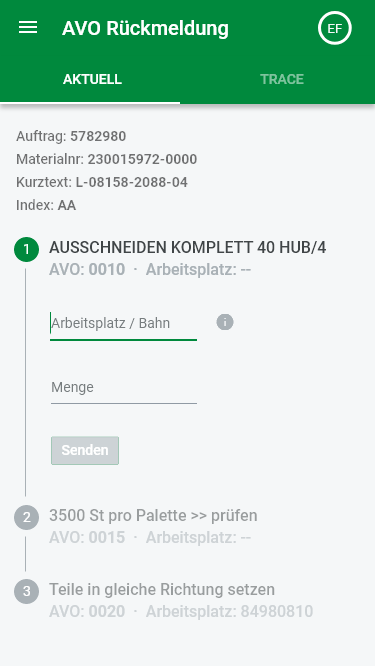 AVO Rückmeldung
EF
AKTUELL
TRACE
Auftrag: 5782980
Materialnr: 230015972-0000
Kurztext: L-08158-2088-04
Index: AA
1
AUSSCHNEIDEN KOMPLETT 40 HUB/4
AVO: 0010 · Arbeitsplatz: --
Arbeitsplatz / Bahn
i
Menge
Senden
2
3500 St pro Palette >> prüfen
AVO: 0015 · Arbeitsplatz: --
3
Teile in gleiche Richtung setzen
AVO: 0020 · Arbeitsplatz: 84980810